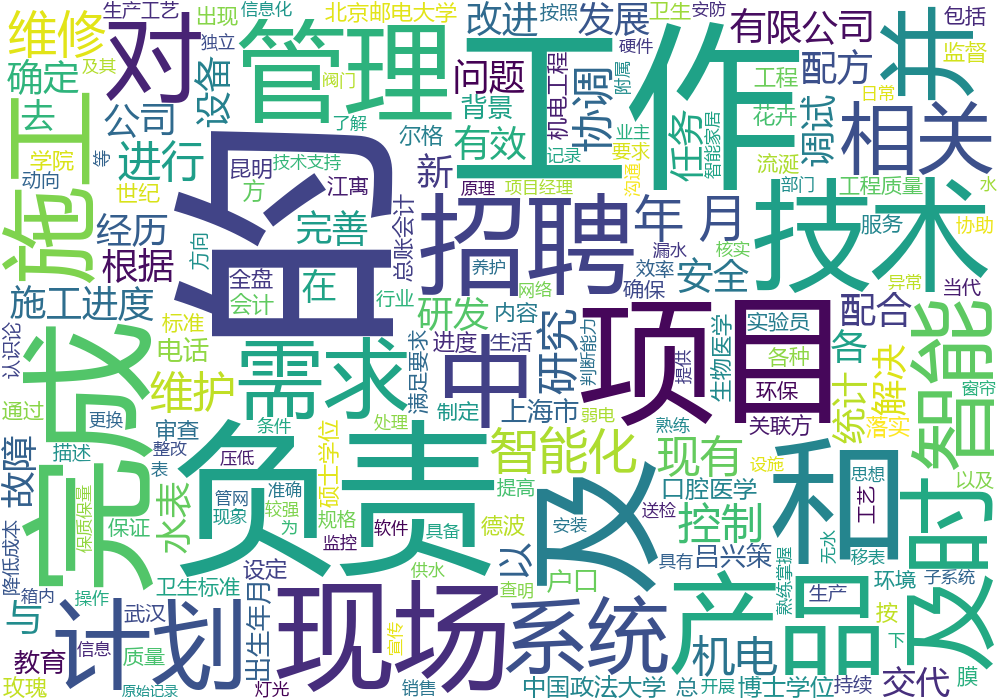 生产工艺
出现
信息化
北京邮电大学
改进
按照
发展
卫生
安防
有限公司
包括
维修
对
独立
管理
工作
硬件
并
监督
确定
及其
设备
阀门
问题
机电工程
协调
附属
配方
工程
日常
去
公司
了解
背景
业主
任务
智能家居
花卉
调试
相关
施工
学院
等
进行
技术支持
尔格
有效
记录
要求
流涎
动向
世纪
昆明
方
江寓
新
原理
项目经理
沟通
部门
工程质量
水
的
招聘
年
月
技术
服务
协助
经历
方向
完善
总账会计
根据
全盘
会计
在
养护
漏水
效率
核实
安全
确保
异常
当代
施工进度
标准
行业
研发
网络
内容
项目
配合
智能
认识论
完成
电话
需求
满足要求
进度
中
生活
研究
判断能力
提供
生物医学
实验员
各种
各
环保
窗帘
维护
制定
上海市
弱电
关联方
统计
解决
落实
通过
更换
审查
条件
负责
处理
智能化
熟练
现有
设施
和
思想
工艺
以及
故障
描述
整改
表
压低
硕士学位
提高
及
口腔医学
及时
保质保量
水表
管网
现象
准确
较强
为
规格
软件
具备
德波
安装
送检
控制
保证
监控
降低成本
供水
以
查明
户口
具有
吕兴策
熟练掌握
无水
移表
箱内
操作
卫生标准
设定
环境
子系统
与
计划
武汉
出生年月
现场
系统
产品
生产
按
教育
信息
质量
宣传
机电
下
玫瑰
原始记录
灯光
销售
中国政法大学
总
开展
博士学位
持续
交代
膜